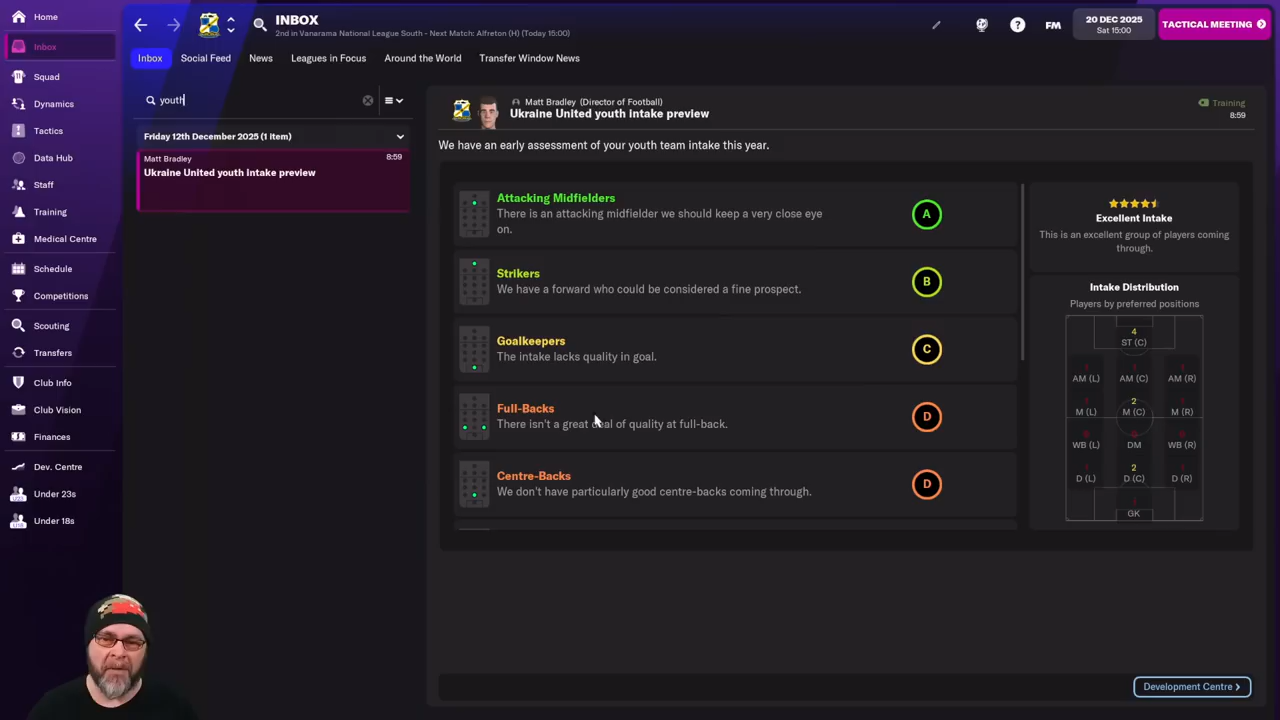 Home
Inbox
Squad
Dynamics
Tactics
Data Hub
Staff
Training
Medical Centre
Schedule
Competitions
Scouting
Transfers
Club Info
Club Vision
Finances
Dev. Centre
Under 23s
Under 18s
INBOX
2nd in Vanarama National League South - Next Match: Alfreton (H) (Today 15:00)
FM
20 DEC 2025
Sat 15:00
TACTICAL MEETING
Inbox
Social Feed
News
Leagues in Focus
Around the World
Transfer Window News
youth
Friday 12th December 2025 (1 item)
Matt Bradley
8:59
Ukraine United youth intake preview
Matt Bradley (Director of Football)
Ukraine United youth intake preview
Training
8:59
We have an early assessment of your youth team intake this year.
Attacking Midfielders
There is an attacking midfielder we should keep a very close eye
on.
A
Strikers
We have a forward who could be considered a fine prospect.
B
Goalkeepers
The intake lacks quality in goal.
C
Full-Backs
There isn't a great deal of quality at full-back.
D
Centre-Backs
We don't have particularly good centre-backs coming through.
D
Excellent Intake
This is an excellent group of players coming
through.
Intake Distribution
Players by preferred positions
4
ST (C)
AM (L)
AM (C)
AM (R)
2
M (L)
M (C)
M (R)
WB (L)
DM
WB (R)
2
D (L)
D (C)
D (R)
GK
Development Centre